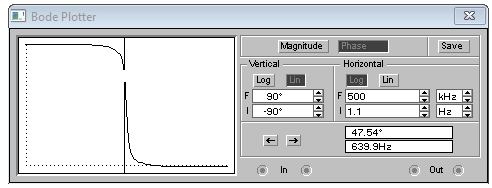 Bode Plotter
Magnitude Phase Save
Vertical Horizontal
Log Lin Log Lin
F 90° F 500 kHz
I -90° I 1.1 Hz
47.54°
639.9Hz
In Out